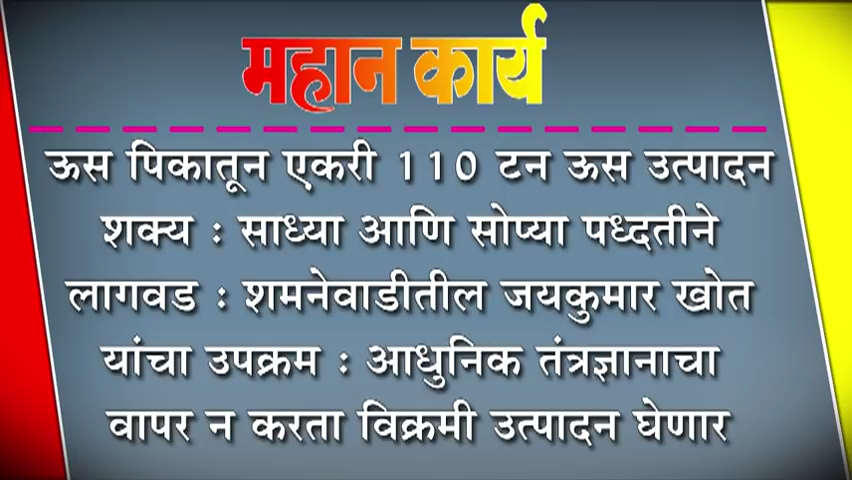 महान कार्य
ऊस पिकातून एकरी 110 टन ऊस उत्पादन
शक्य : साध्या आणि सोप्या पध्दतीने
लागवड : शमनेवाडीतील जयकुमार खोत
यांचा उपक्रम : आधुनिक तंत्रज्ञानाचा
वापर न करता विक्रमी उत्पादन घेणार